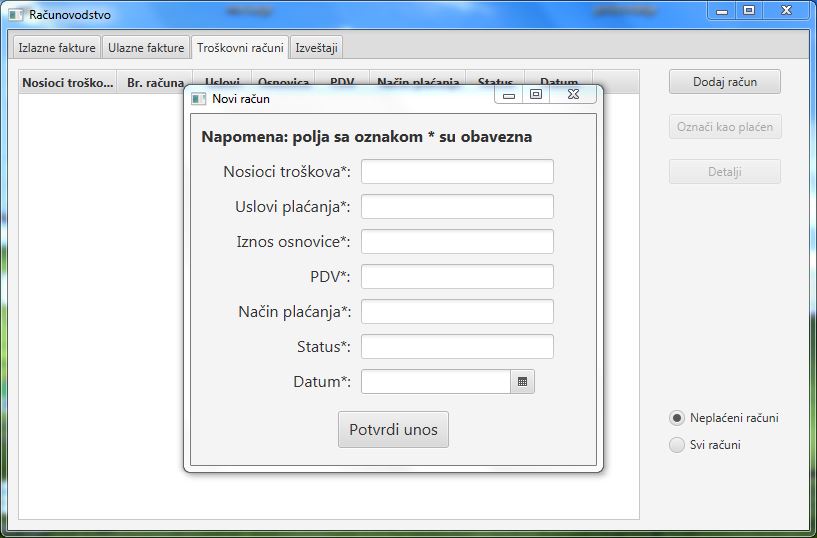 Računovodstvo
Izlazne fakture Ulazne fakture Troškovni računi Izveštaji
Nosioci troško... Br. računa Uslovi Osnovica PDV Način plaćanja Status Datum
Dodaj račun
Označi kao plaćen
Detalji
Neplaćeni računi
Svi računi
Novi račun
Napomena: polja sa oznakom * su obavezna
Nosioci troškova*:
Uslovi plaćanja*:
Iznos osnovice*:
PDV*:
Način plaćanja*:
Status*:
Datum*:
Potvrdi unos